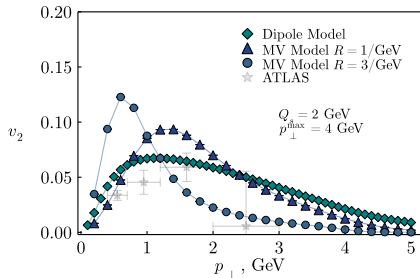 0.20
0.15
0.10
0.05
0.00
v₂
Dipole Model
MV Model R = 1/GeV
MV Model R = 3/GeV
ATLAS
Qₛ = 2 GeV
p⊥ᵐᵃˣ = 4 GeV
0 1 2 3 4 5
p⊥ , GeV